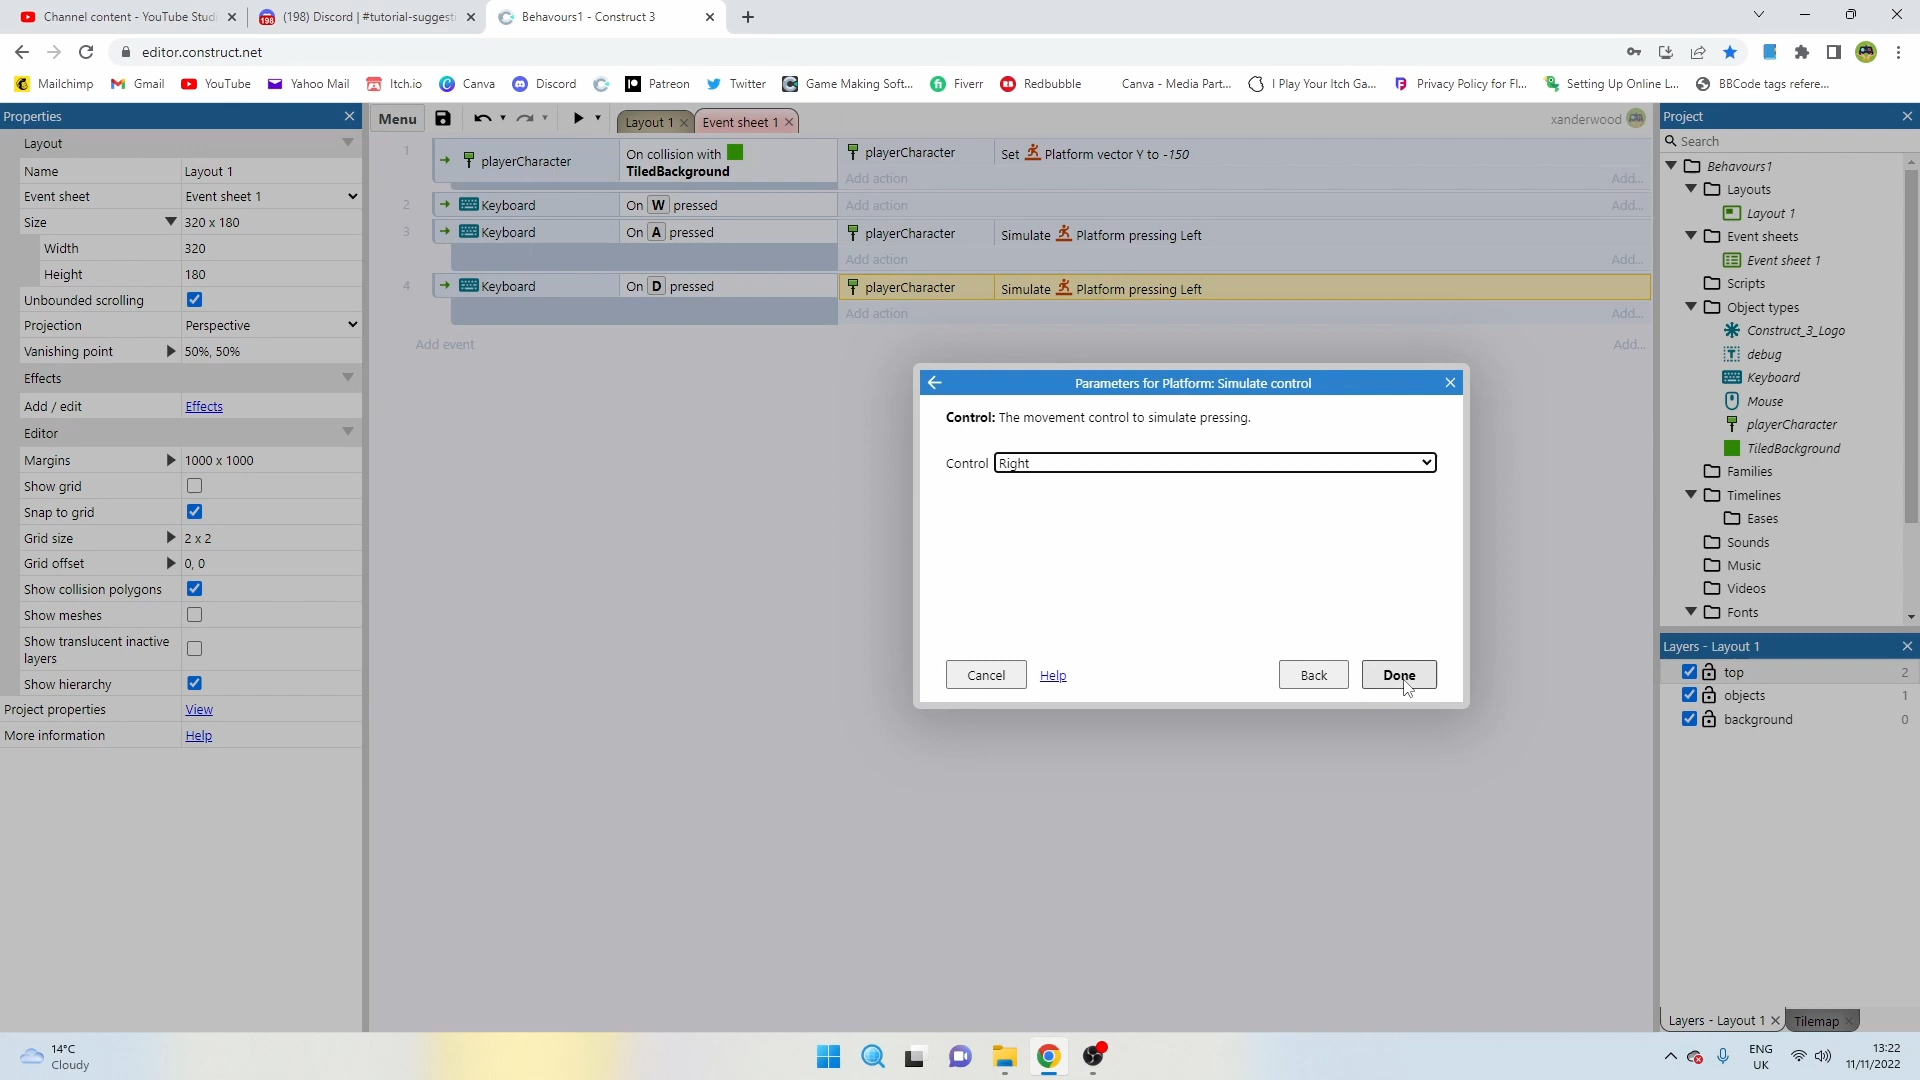 Channel content - YouTube Studi
(198) Discord | #tutorial-suggesti
Behavours1 - Construct 3
editor.construct.net
Mailchimp
Gmail
YouTube
Yahoo Mail
Itch.io
Canva
Discord
Patreon
Twitter
Game Making Soft...
Fiverr
Redbubble
Canva - Media Part...
I Play Your Itch Ga...
Privacy Policy for Fl...
Setting Up Online L...
BBCode tags refere...
Properties
Layout
Name Layout 1
Event sheet Event sheet 1
Size 320 x 180
Width 320
Height 180
Unbounded scrolling
Projection Perspective
Vanishing point 50%, 50%
Effects
Add / edit Effects
Editor
Margins 1000 x 1000
Show grid
Snap to grid
Grid size 2 x 2
Grid offset 0, 0
Show collision polygons
Show meshes
Show translucent inactive
layers
Show hierarchy
Project properties View
More information Help
Menu
Layout 1
Event sheet 1
xanderwood
1 playerCharacter On collision with TiledBackground
playerCharacter Set Platform vector Y to -150
Add action Add...
2 Keyboard On W pressed
Add action Add...
3 Keyboard On A pressed
playerCharacter Simulate Platform pressing Left
Add action Add...
4 Keyboard On D pressed
playerCharacter Simulate Platform pressing Left
Add action Add...
Add event Add...
Parameters for Platform: Simulate control
Control: The movement control to simulate pressing.
Control Right
Cancel Help Back Done
Project
Search
Behavours1
Layouts
Layout 1
Event sheets
Event sheet 1
Scripts
Object types
Construct_3_Logo
debug
Keyboard
Mouse
playerCharacter
TiledBackground
Families
Timelines
Eases
Sounds
Music
Videos
Fonts
Layers - Layout 1
top 2
objects 1
background 0
Layers - Layout 1
Tilemap
14°C
Cloudy
ENG
UK
13:22
11/11/2022